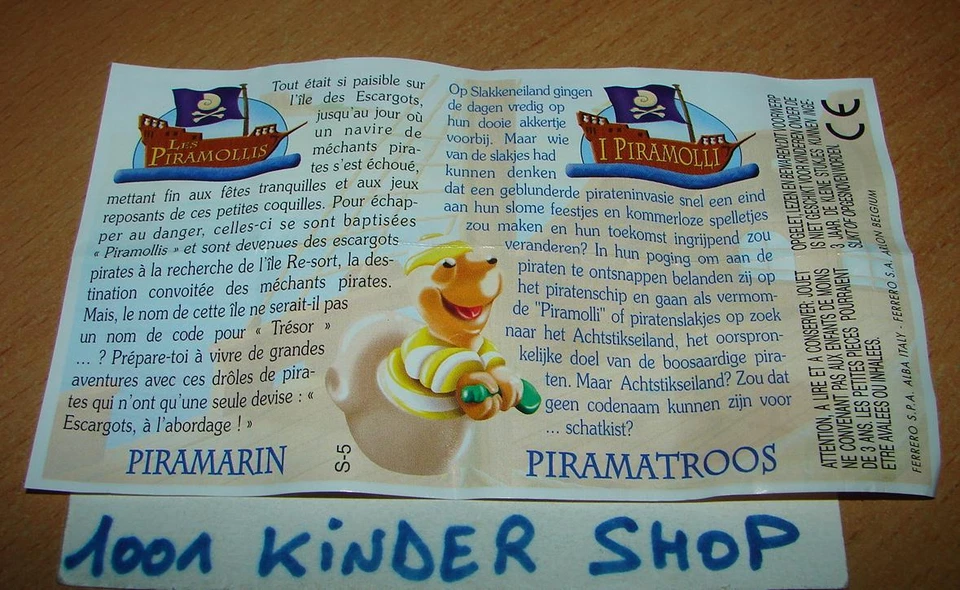 LES
PIRAMOLLIS
Tout était si paisible sur
l'île des Escargots,
jusqu'au jour où
un navire de
méchants pira-
tes s'est échoué,
mettant fin aux fêtes tranquilles et aux jeux
reposants de ces petites coquilles. Pour échap-
per au danger, celles-ci se sont baptisées
« Piramollis » et sont devenues des escargots
pirates à la recherche de l'île Re-sort, la des-
tination convoitée des méchants pirates.
Mais, le nom de cette île ne serait-il pas
un nom de code pour « Trésor »
... ? Prépare-toi à vivre de grandes
aventures avec ces drôles de pira-
tes qui n'ont qu'une seule devise : «
Escargots, à l'abordage ! »
PIRAMARIN
S-5
Op Slakkeneiland gingen
de dagen vredig op
hun dooie akkertje
voorbij. Maar wie
van de slakjes had
kunnen denken
I PIRAMOLLI
dat een geblunderde pirateninvasie snel een eind
aan hun slome feestjes en kommerloze spelletjes
zou maken en hun toekomst ingrijpend zou
veranderen? In hun poging om aan de
piraten te ontsnappen belanden zij op
het piratenschip en gaan als vermom-
de "Piramolli" of piratenslakjes op zoek
naar het Achtstikseiland, het oorspron-
kelijke doel van de boosaardige pira-
ten. Maar Achtstikseiland? Zou dat
geen codenaam kunnen zijn voor
... schatkist?
PIRAMATROOS
ATTENTION, A LIRE ET A CONSERVER: JOUET
NE CONVENANT PAS AUX ENFANTS DE MOINS
DE 3 ANS. LES PETITES PIECES POURRAIENT
ETRE AVALEES OU INHALEES.
OPGELET, LEZEN EN BEWAREN: DIT VOORWERP
IS NIET GESCHIKT VOOR KINDEREN ONDER DE
3 JAAR. DE KLEINE STUKJES KUNNEN INGE-
SLIKT OF OPGESNOVEN WORDEN.
CE
FERRERO S.P.A. ALBA ITALY - FERRERO S.A. ARLON BELGIUM
1001 KINDER SHOP